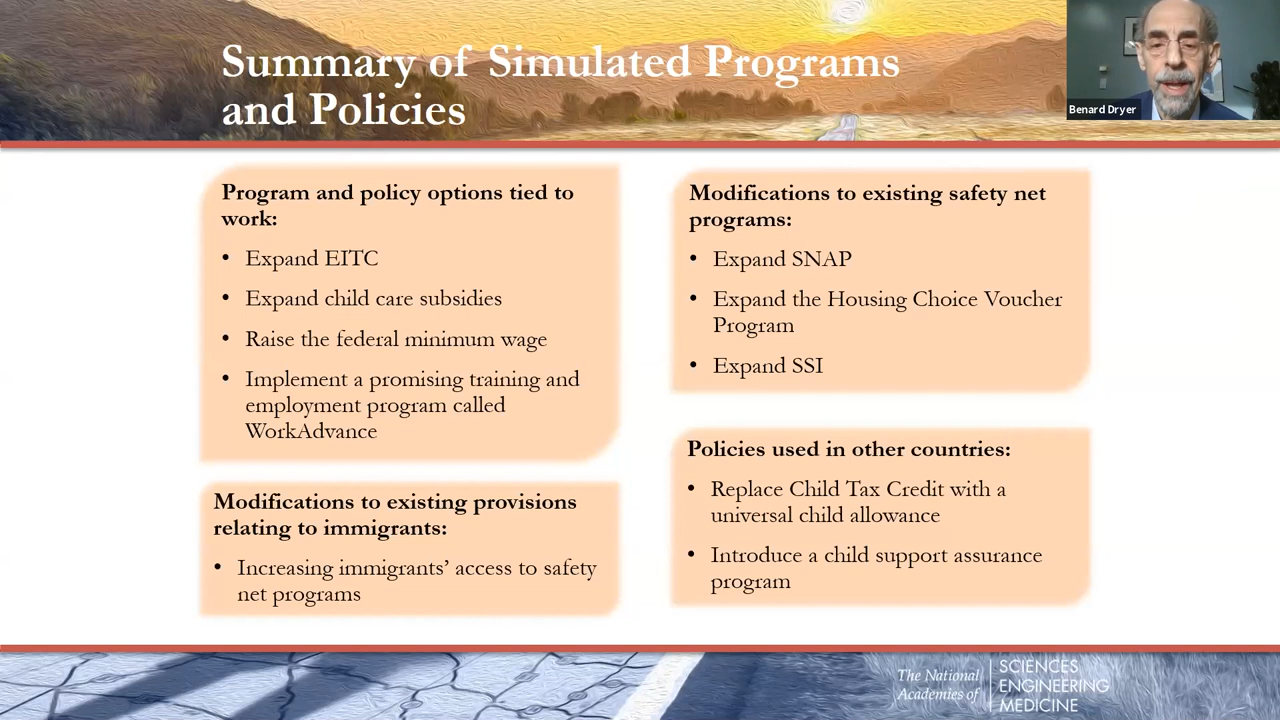 Summary of Simulated Programs
and Policies
Benard Dryer
Program and policy options tied to
work:
• Expand EITC
• Expand child care subsidies
• Raise the federal minimum wage
• Implement a promising training and
employment program called
WorkAdvance
Modifications to existing provisions
relating to immigrants:
• Increasing immigrants’ access to safety
net programs
Modifications to existing safety net
programs:
• Expand SNAP
• Expand the Housing Choice Voucher
Program
• Expand SSI
Policies used in other countries:
• Replace Child Tax Credit with a
universal child allowance
• Introduce a child support assurance
program
The National
Academies of
SCIENCES
ENGINEERING
MEDICINE